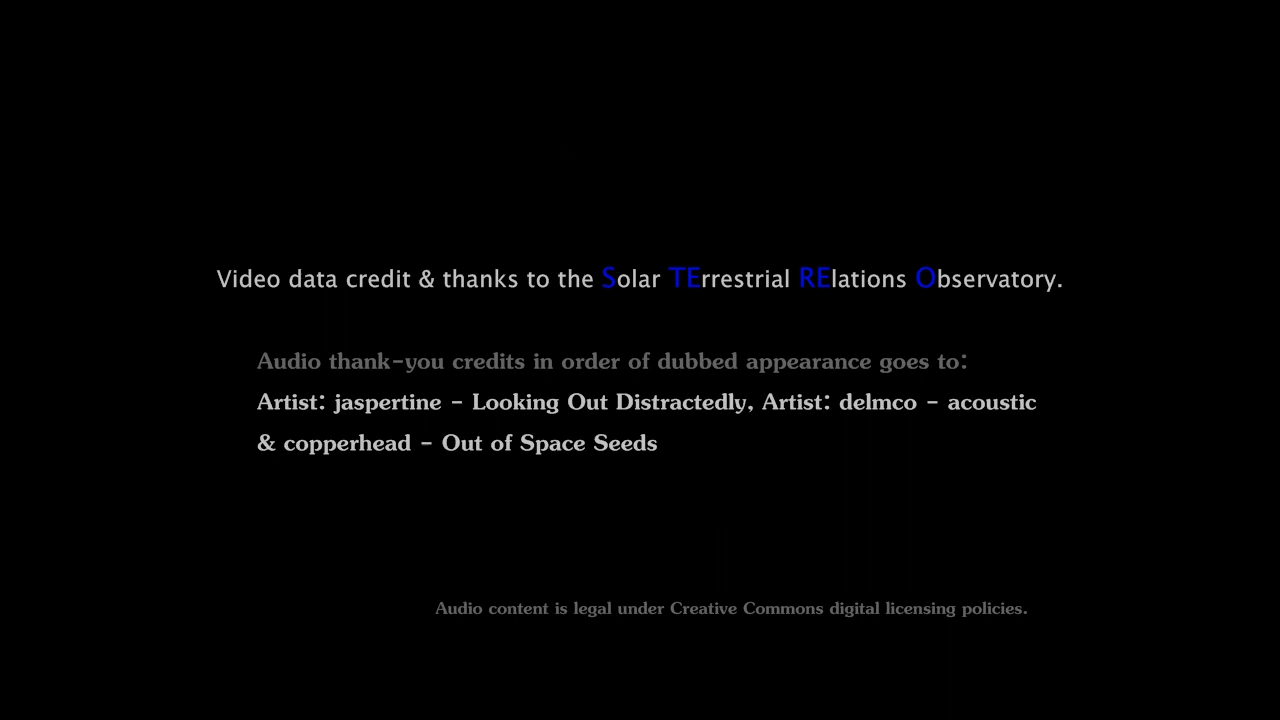 Video data credit & thanks to the Solar TErrestrial RElations Observatory.
Audio thank-you credits in order of dubbed appearance goes to:
Artist: jaspertine - Looking Out Distractedly, Artist: delmco - acoustic
& copperhead - Out of Space Seeds
Audio content is legal under Creative Commons digital licensing policies.